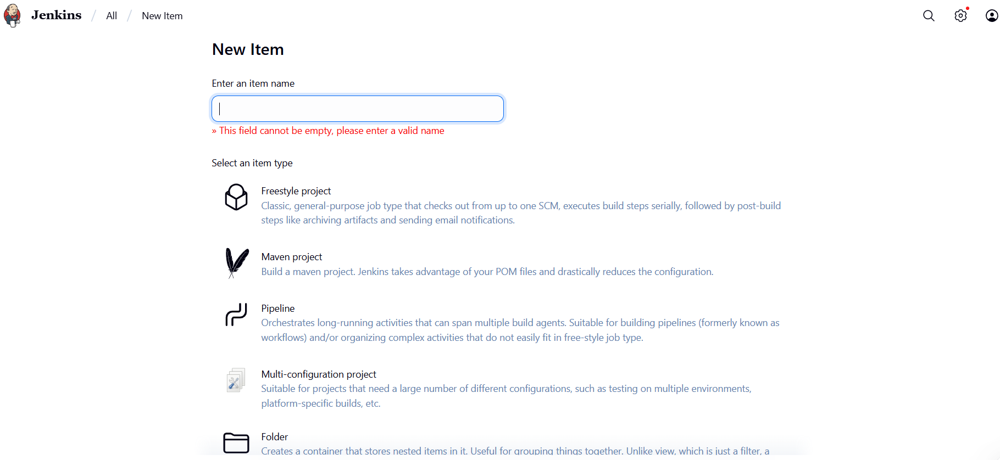 Jenkins / All / New Item
New Item
Enter an item name
» This field cannot be empty, please enter a valid name
Select an item type
Freestyle project
Classic, general-purpose job type that checks out from up to one SCM, executes build steps serially, followed by post-build
steps like archiving artifacts and sending email notifications.
Maven project
Build a maven project. Jenkins takes advantage of your POM files and drastically reduces the configuration.
Pipeline
Orchestrates long-running activities that can span multiple build agents. Suitable for building pipelines (formerly known as
workflows) and/or organizing complex activities that do not easily fit in free-style job type.
Multi-configuration project
Suitable for projects that need a large number of different configurations, such as testing on multiple environments,
platform-specific builds, etc.
Folder
Creates a container that stores nested items in it. Useful for grouping things together. Unlike view, which is just a filter, a